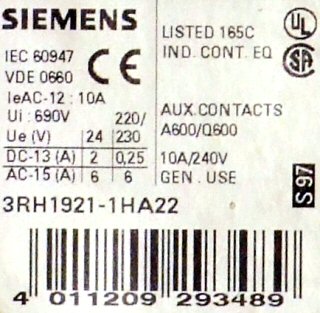 SIEMENS
LISTED 165C
IND. CONT. EQ
UL
SA
IEC 60947
VDE 0660
CE
IeAC-12 : 10A
Ui : 690V 220/
Ue (V) 24 230
DC-13 (A) 2 0,25
AC-15 (A) 6 6
AUX. CONTACTS
A600/Q600
10A/240V
GEN. USE
S 97
3RH1921-1HA22
4 011209 293489